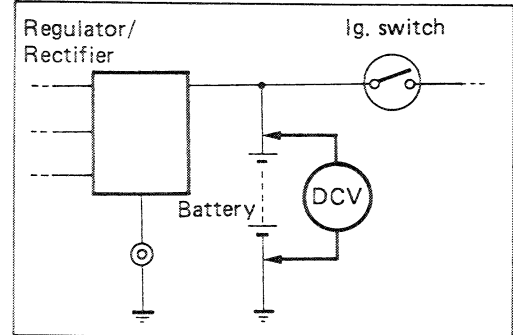 Regulator/
Rectifier
Ig. switch
Battery
DCV